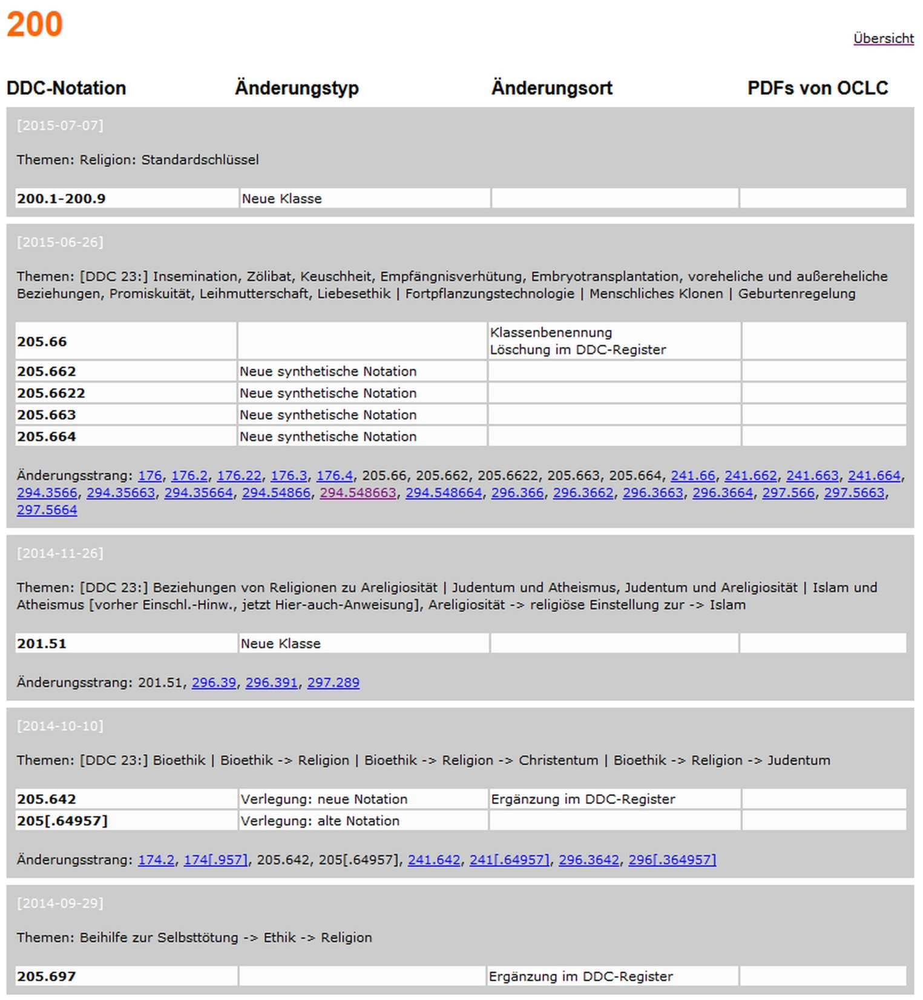 200
Übersicht
DDC-Notation Änderungstyp Änderungsort PDFs von OCLC
[2015-07-07]
Themen: Religion: Standardschlüssel
200.1-200.9 Neue Klasse
[2015-06-26]
Themen: [DDC 23:] Insemination, Zölibat, Keuschheit, Empfängnisverhütung, Embryotransplantation, voreheliche und außereheliche
Beziehungen, Promiskuität, Leihmutterschaft, Liebesethik | Fortpflanzungstechnologie | Menschliches Klonen | Geburtenregelung
205.66 Klassenbenennung
Löschung im DDC-Register
205.662 Neue synthetische Notation
205.6622 Neue synthetische Notation
205.663 Neue synthetische Notation
205.664 Neue synthetische Notation
Änderungsstrang: 176, 176.2, 176.22, 176.3, 176.4, 205.66, 205.662, 205.6622, 205.663, 205.664, 241.66, 241.662, 241.663, 241.664,
294.3566, 294.35663, 294.35664, 294.54866, 294.548663, 294.548664, 296.366, 296.3662, 296.3663, 296.3664, 297.566, 297.5663,
297.5664
[2014-11-26]
Themen: [DDC 23:] Beziehungen von Religionen zu Areligiosität | Judentum und Atheismus, Judentum und Areligiosität | Islam und
Atheismus [vorher Einschl.-Hinw., jetzt Hier-auch-Anweisung], Areligiosität -> religiöse Einstellung zur -> Islam
201.51 Neue Klasse
Änderungsstrang: 201.51, 296.39, 296.391, 297.289
[2014-10-10]
Themen: [DDC 23:] Bioethik | Bioethik -> Religion | Bioethik -> Religion -> Christentum | Bioethik -> Religion -> Judentum
205.642 Verlegung: neue Notation Ergänzung im DDC-Register
205[.64957] Verlegung: alte Notation
Änderungsstrang: 174.2, 174[.957], 205.642, 205[.64957], 241.642, 241[.64957], 296.3642, 296[.364957]
[2014-09-29]
Themen: Beihilfe zur Selbsttötung -> Ethik -> Religion
205.697 Ergänzung im DDC-Register